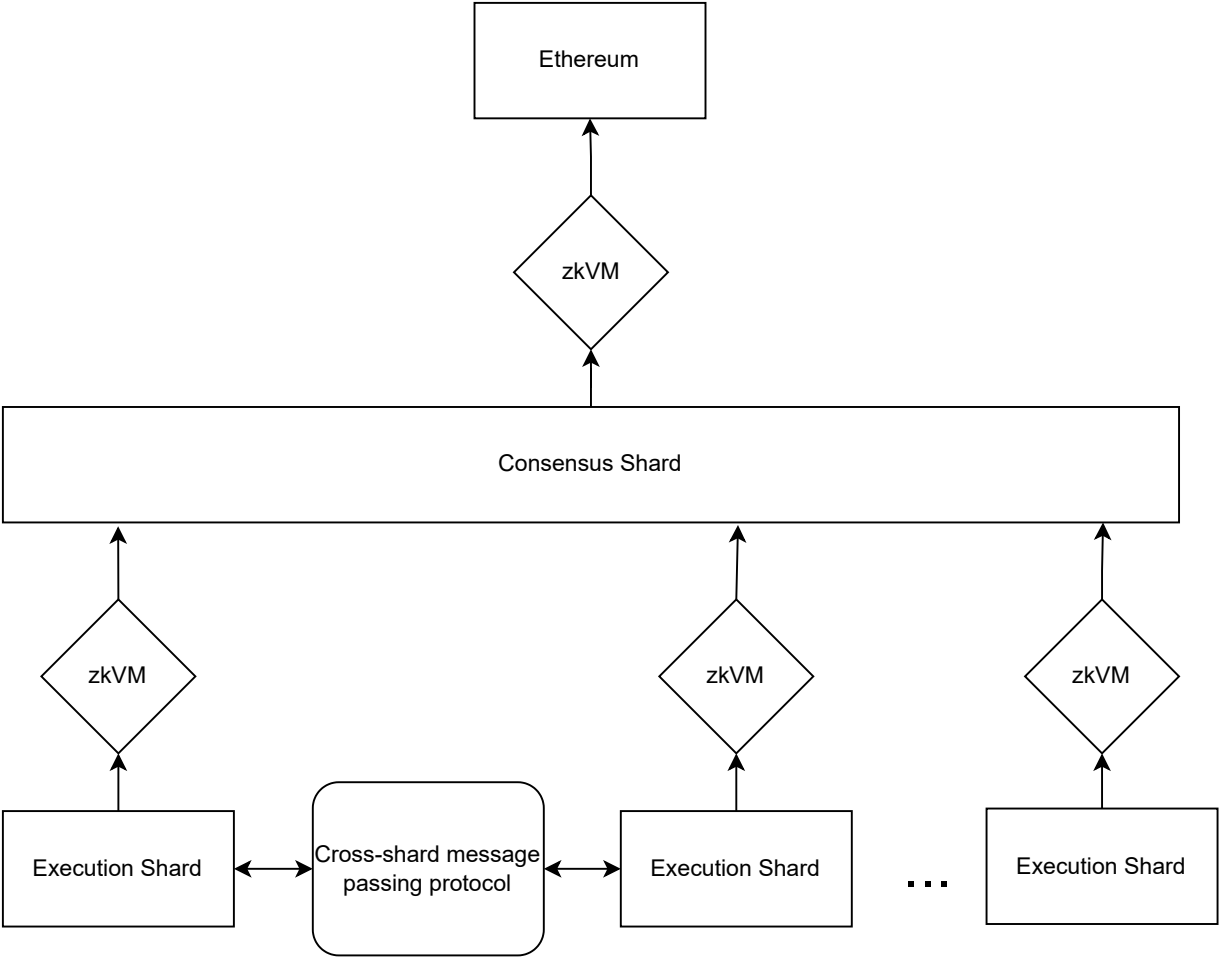 Ethereum
zkVM
Consensus Shard
zkVM
zkVM
zkVM
Execution Shard
Cross-shard message
passing protocol
Execution Shard
...
Execution Shard